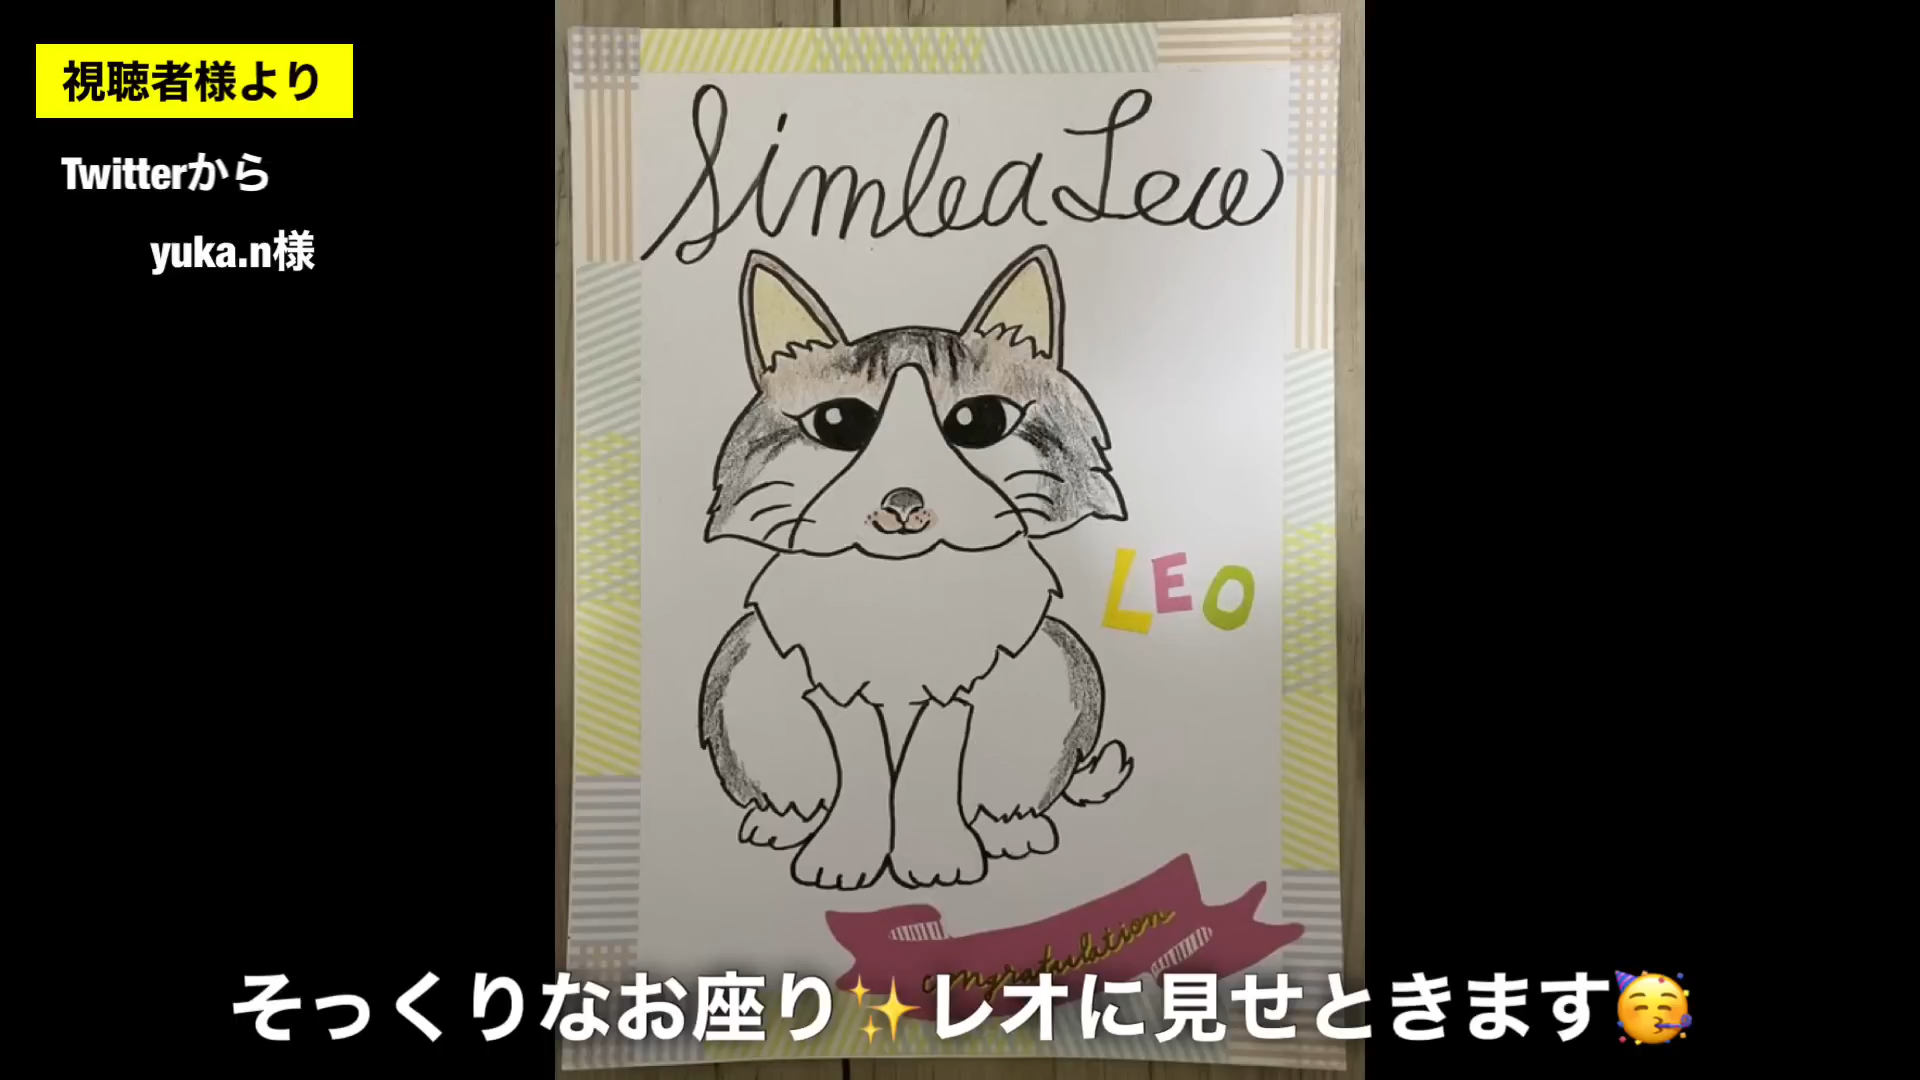 視聴者様より
Twitterから
yuka.n様
Simba Leo
LEO
congratulation
そっくりなお座り✨レオに見せときます🥳